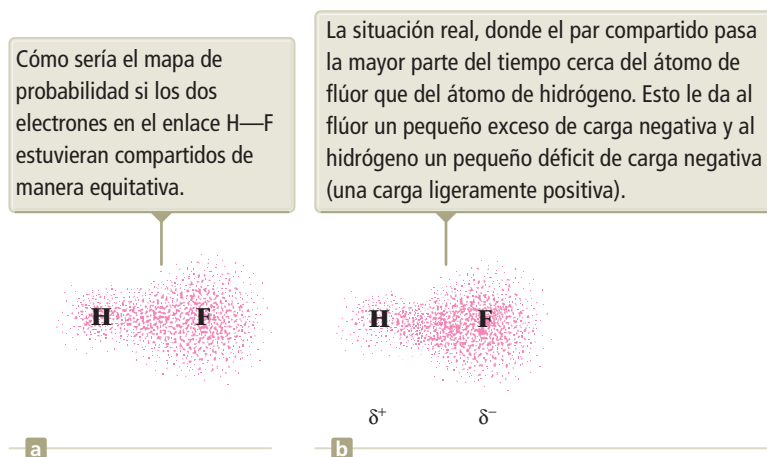 Cómo sería el mapa de
probabilidad si los dos
electrones en el enlace H—F
estuvieran compartidos de
manera equitativa.
La situación real, donde el par compartido pasa
la mayor parte del tiempo cerca del átomo de
flúor que del átomo de hidrógeno. Esto le da al
flúor un pequeño exceso de carga negativa y al
hidrógeno un pequeño déficit de carga negativa
(una carga ligeramente positiva).
H F
H F
δ⁺ δ⁻
a
b